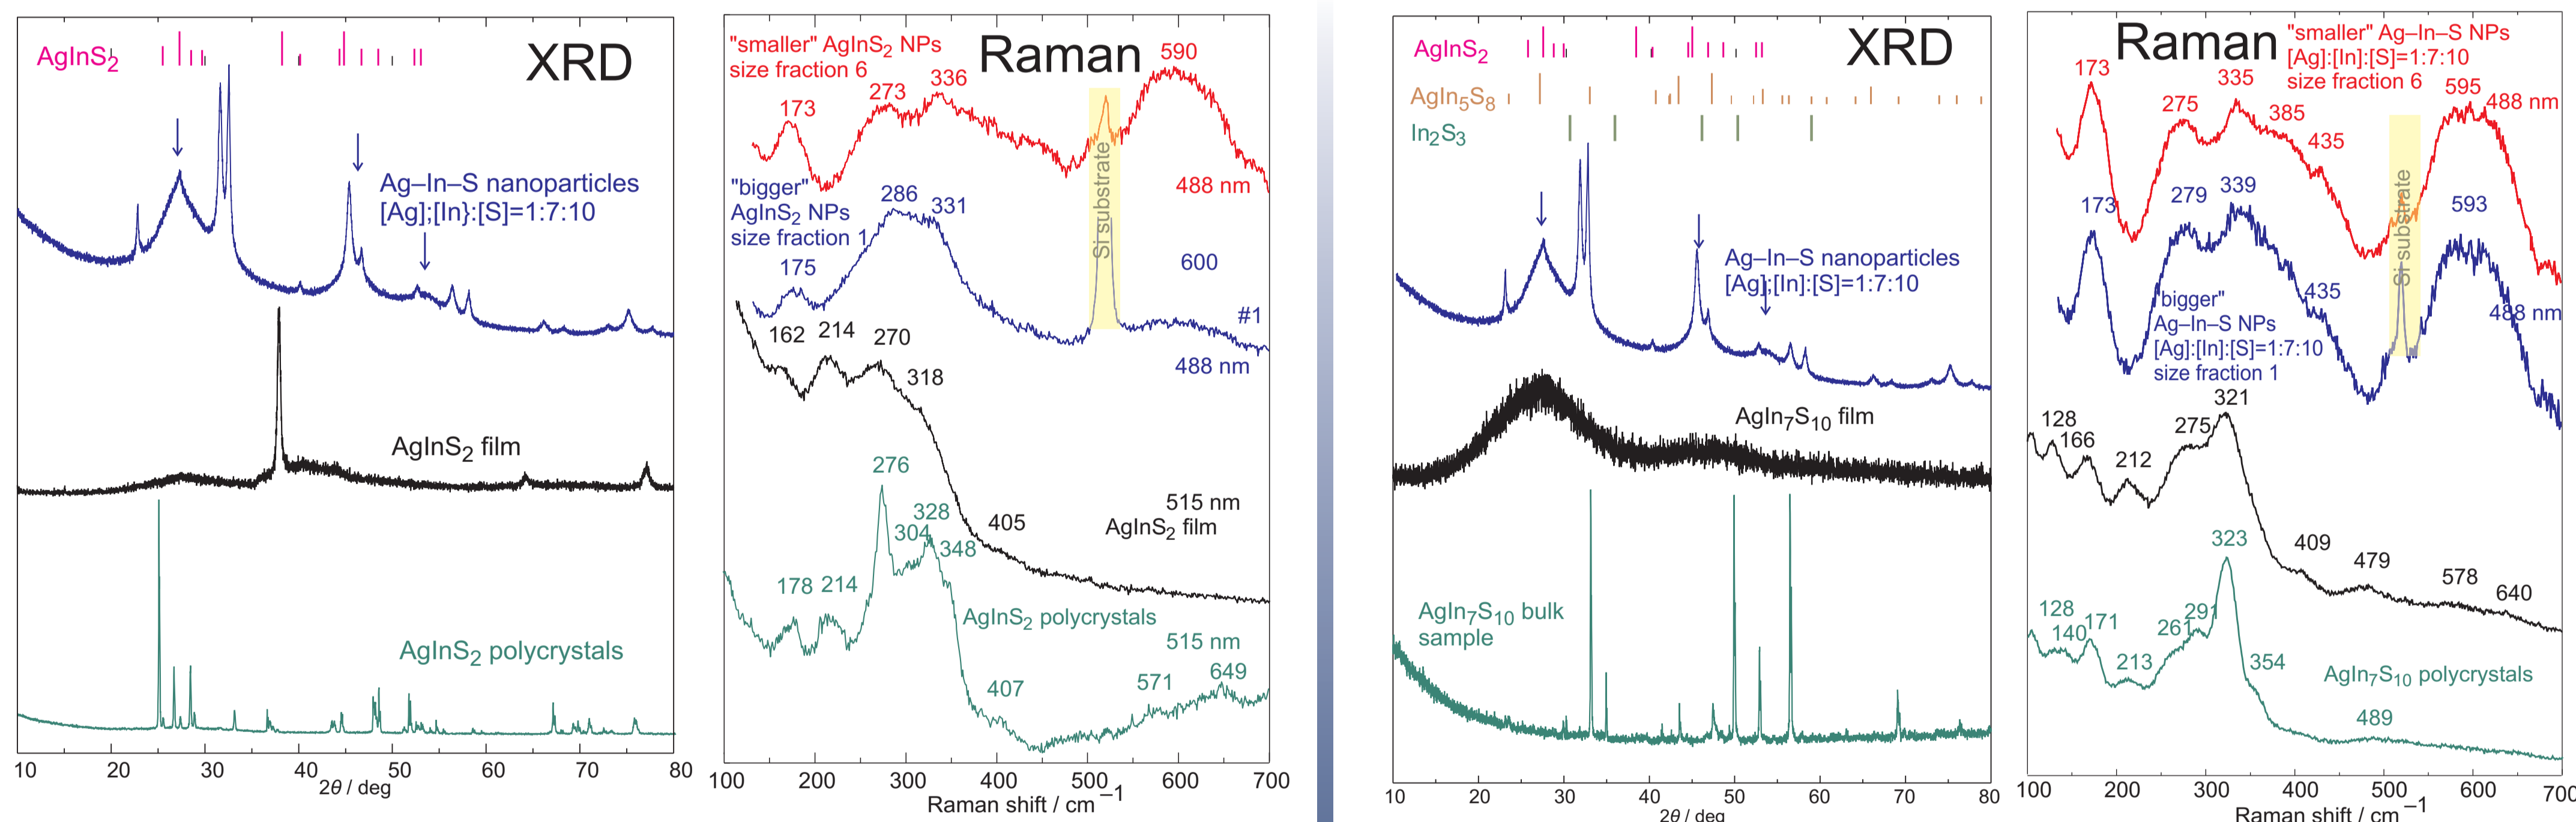 AgInS2
XRD
Ag–In–S nanoparticles
[Ag];[In}:[S]=1:7:10
AgInS2 film
AgInS2 polycrystals
10 20 30 40 50 60 70 80
2θ / deg
"smaller" AgInS2 NPs
size fraction 6
Raman
590
173
273
336
Si substrate
488 nm
"bigger"
AgInS2 NPs
size fraction 1
286
331
175
600
#1
488 nm
162
214
270
318
405
515 nm
AgInS2 film
276
328
304
348
178
214
AgInS2 polycrystals
515 nm
407
571
649
100 200 300 400 500 600 700
Raman shift / cm–1
AgInS2
XRD
AgIn5S8
In2S3
Ag–In–S nanoparticles
[Ag];[In]:[S]=1:7:10
AgIn7S10 film
AgIn7S10 bulk
sample
10 20 30 40 50 60 70 80
2θ / deg
Raman
"smaller" Ag–In–S NPs
[Ag]:[In]:[S]=1:7:10
size fraction 6
173
275
335
385
435
595
488 nm
Si substrate
173
279
339
435
593
488 nm
"bigger"
Ag–In–S NPs
[Ag]:[In]:[S]=1:7:10
size fraction 1
128
166
212
275
321
409
479
578
640
128
140
171
213
261
291
323
354
489
AgIn7S10 polycrystals
100 200 300 400 500 600 700
Raman shift / cm–1